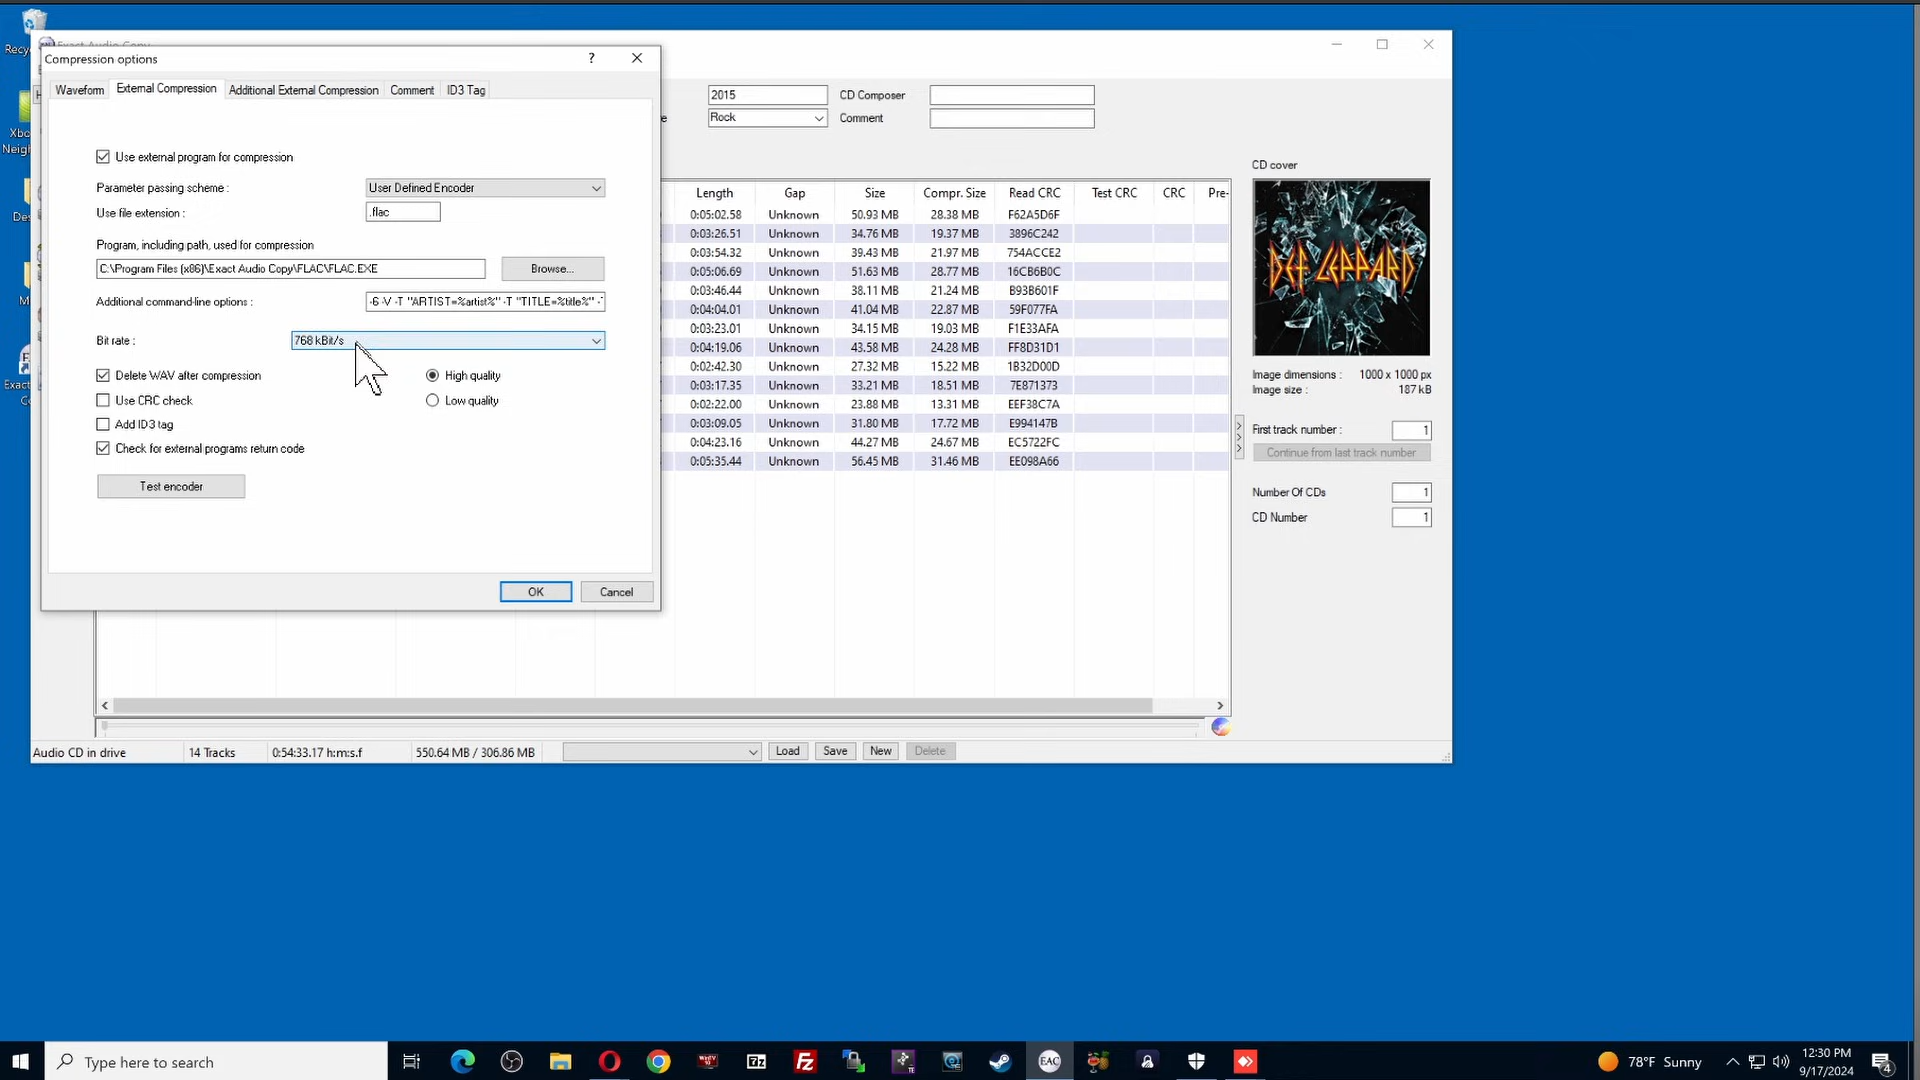 Recy
Exact Audio Copy
Compression options
?
Waveform
External Compression
Additional External Compression
Comment
ID3 Tag
Use external program for compression
Parameter passing scheme :
User Defined Encoder
Use file extension :
.flac
Program, including path, used for compression
C:\Program Files (x86)\Exact Audio Copy\FLAC\FLAC.EXE
Browse...
Additional command-line options :
-6 -V -T "ARTIST=%artist%" -T "TITLE=%title%" -
Bit rate :
768 kBit/s
Delete WAV after compression
High quality
Use CRC check
Low quality
Add ID3 tag
Check for external programs return code
Test encoder
OK
Cancel
2015
CD Composer
e
Rock
Comment
Length Gap Size Compr. Size Read CRC Test CRC CRC Pre-
0:05:02.58 Unknown 50.93 MB 28.38 MB F62A5D6F
0:03:26.51 Unknown 34.76 MB 19.37 MB 3896C242
0:03:54.32 Unknown 39.43 MB 21.97 MB 754ACCE2
0:05:06.69 Unknown 51.63 MB 28.77 MB 16CB6B0C
0:03:46.44 Unknown 38.11 MB 21.24 MB B93B601F
0:04:04.01 Unknown 41.04 MB 22.87 MB 59F077FA
0:03:23.01 Unknown 34.15 MB 19.03 MB F1E33AFA
0:04:19.06 Unknown 43.58 MB 24.28 MB FF8D31D1
0:02:42.30 Unknown 27.32 MB 15.22 MB 1B32D00D
0:03:17.35 Unknown 33.21 MB 18.51 MB 7E871373
0:02:22.00 Unknown 23.88 MB 13.31 MB EEF38C7A
0:03:09.05 Unknown 31.80 MB 17.72 MB E994147B
0:04:23.16 Unknown 44.27 MB 24.67 MB EC5722FC
0:05:35.44 Unknown 56.45 MB 31.46 MB EE098A66
CD cover
DEF LEPPARD
Image dimensions : 1000 x 1000 px
Image size : 187 kB
First track number : 1
Continue from last track number
Number Of CDs 1
CD Number 1
Xbo
Neigh
Des
M
Exact
Co
Audio CD in drive
14 Tracks
0:54:33.17 h:m:s.f
550.64 MB / 306.86 MB
Load
Save
New
Delete
Type here to search
7z
Fz
EAC
78°F Sunny
12:30 PM
9/17/2024
4